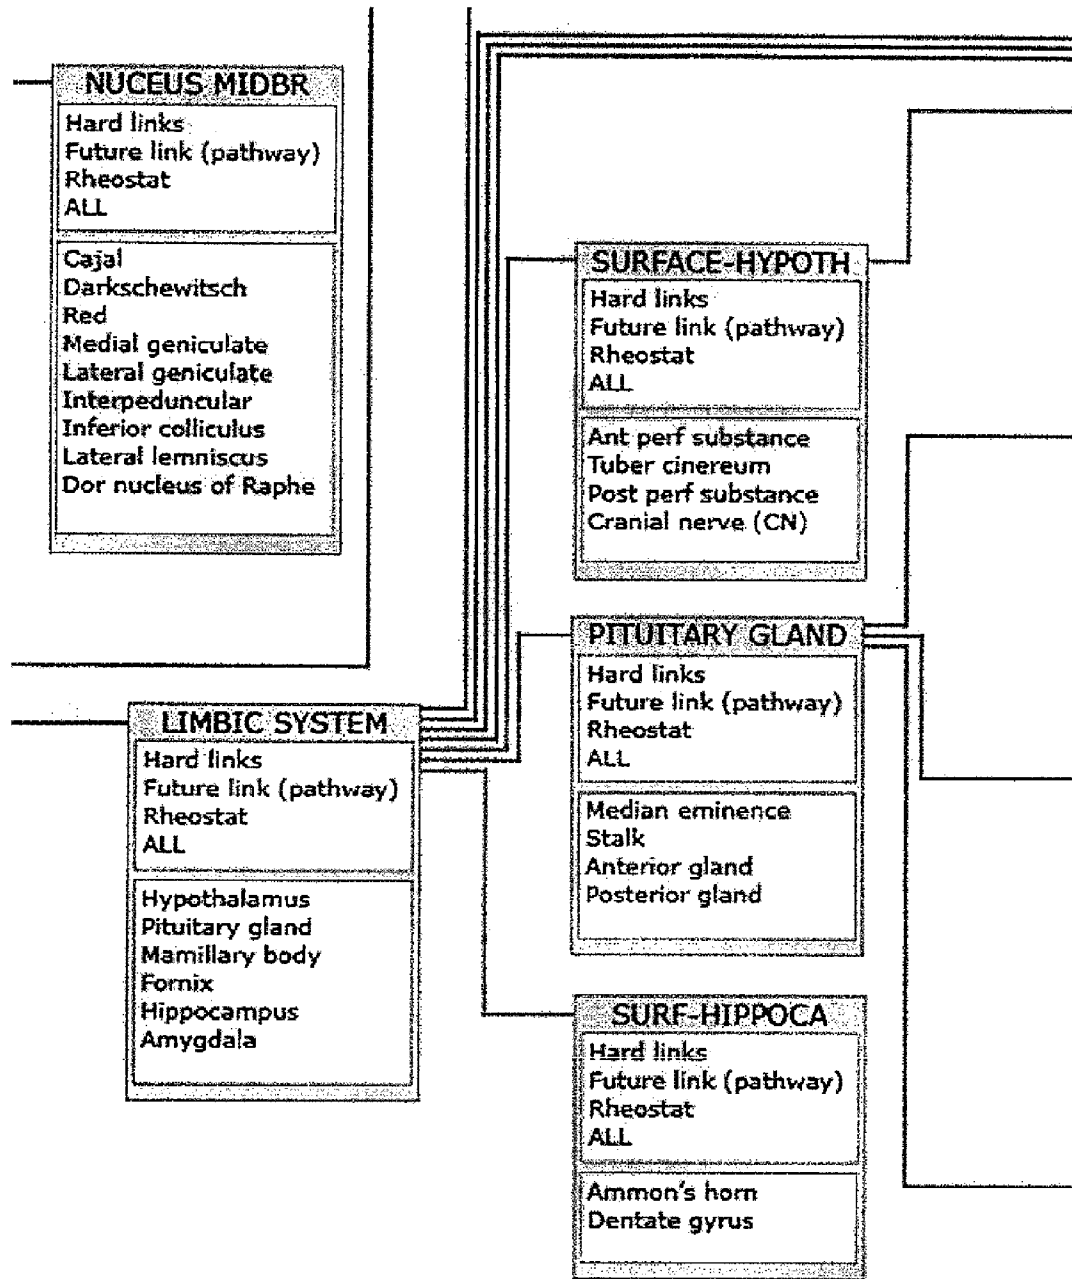 NUCEUS MIDBR
Hard links
Future link (pathway)
Rheostat
ALL
Cajal
Darkschewitsch
Red
Medial geniculate
Lateral geniculate
Interpeduncular
Inferior colliculus
Lateral lemniscus
Dor nucleus of Raphe
SURFACE-HYPOTH
Hard links
Future link (pathway)
Rheostat
ALL
Ant perf substance
Tuber cinereum
Post perf substance
Cranial nerve (CN)
PITUITARY GLAND
Hard links
Future link (pathway)
Rheostat
ALL
Median eminence
Stalk
Anterior gland
Posterior gland
LIMBIC SYSTEM
Hard links
Future link (pathway)
Rheostat
ALL
Hypothalamus
Pituitary gland
Mamillary body
Fornix
Hippocampus
Amygdala
SURF-HIPPOCA
Hard links
Future link (pathway)
Rheostat
ALL
Ammon's horn
Dentate gyrus